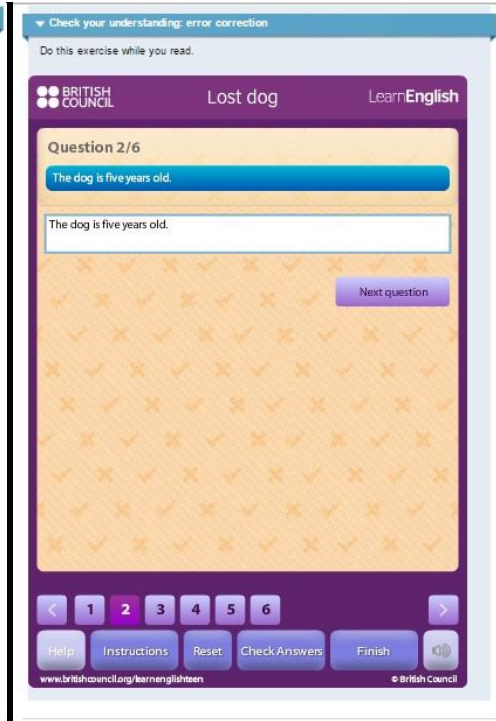 Check your understanding: error correction
Do this exercise while you read.
BRITISH
COUNCIL
Lost dog
LearnEnglish
Question 2/6
The dog is five years old.
The dog is five years old.
Next question
< 1 2 3 4 5 6 >
Help Instructions Reset Check Answers Finish
www.britishcouncil.org/learnenglishteen © British Council